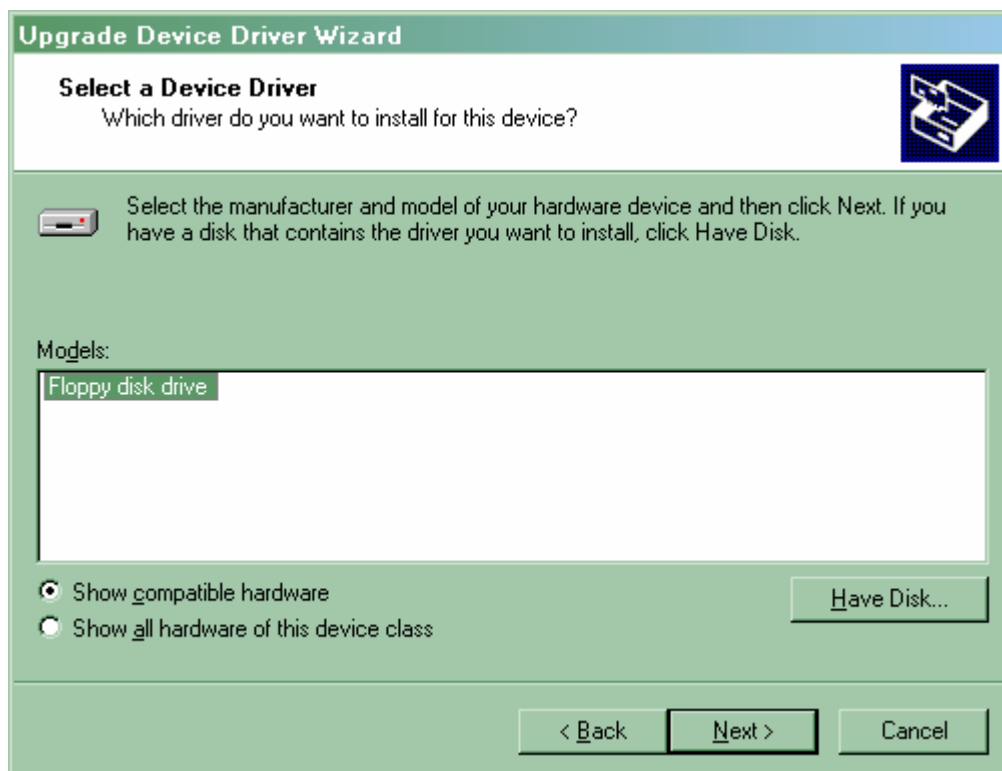 Upgrade Device Driver Wizard
Select a Device Driver
Which driver do you want to install for this device?
Select the manufacturer and model of your hardware device and then click Next. If you
have a disk that contains the driver you want to install, click Have Disk.
Models:
Floppy disk drive
Show compatible hardware
Have Disk...
Show all hardware of this device class
< Back
Next >
Cancel